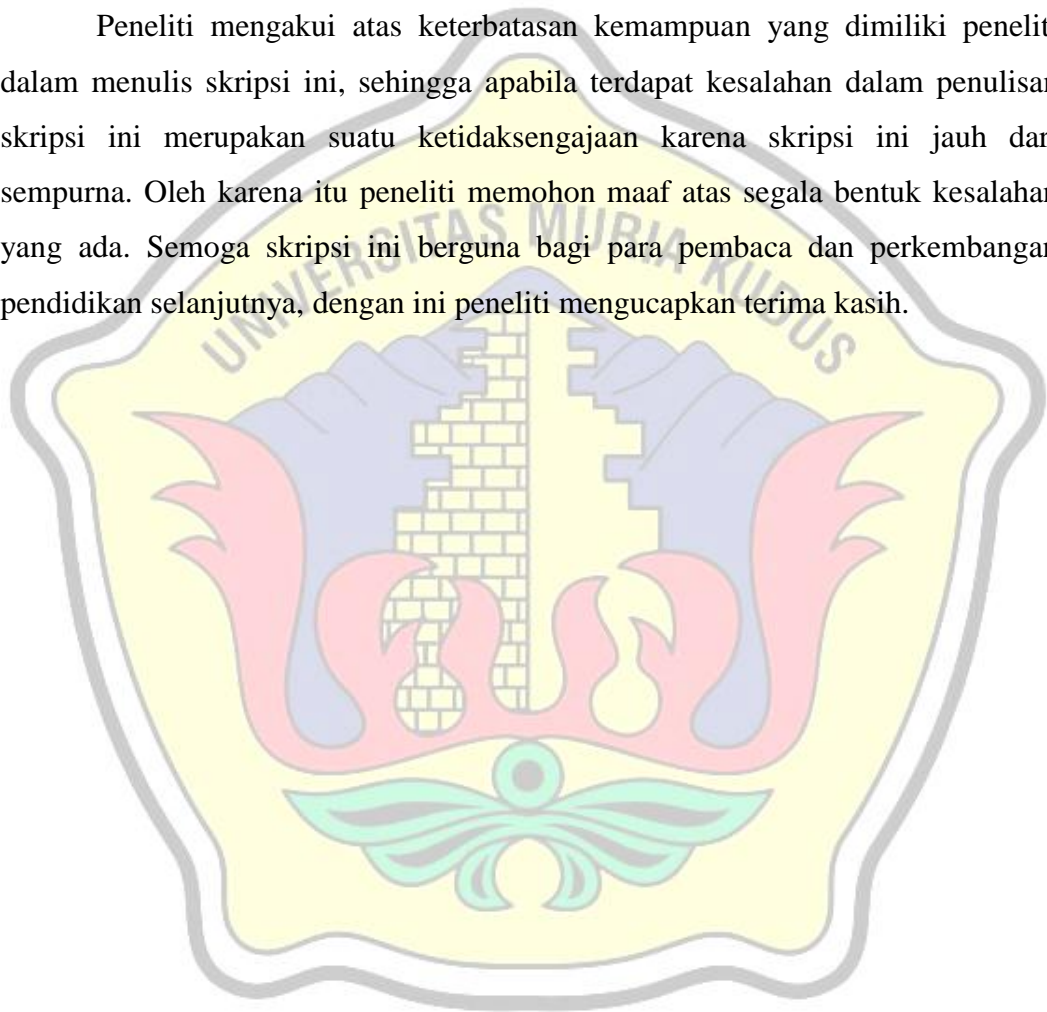 Peneliti mengakui atas keterbatasan kemampuan yang dimiliki penelit
dalam menulis skripsi ini, sehingga apabila terdapat kesalahan dalam penulisan
skripsi ini merupakan suatu ketidaksengajaan karena skripsi ini jauh dar
sempurna. Oleh karena itu peneliti memohon maaf atas segala bentuk kesalahan
yang ada. Semoga skripsi ini berguna bagi para pembaca dan perkembangan
pendidikan selanjutnya, dengan ini peneliti mengucapkan terima kasih.
UNIVERSITAS MURIA KUDUS